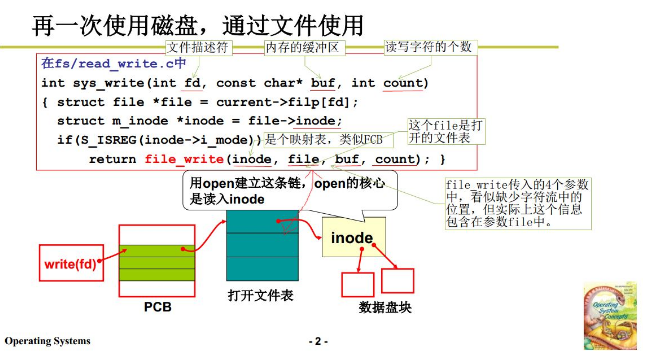 再一次使用磁盘，通过文件使用
文件描述符
内存的缓冲区
读写字符的个数
在fs/read_write.c中
int sys_write(int fd, const char* buf, int count)
{ struct file *file = current->filp[fd];
struct m_inode *inode = file->inode;
if(S_ISREG(inode->i_mode))
是个映射表，类似FCB
这个file是打
开的文件表
return file_write(inode, file, buf, count); }
用open建立这条链，open的核心
是读入inode
file_write传入的4个参数
中，看似缺少字符流中的
位置，但实际上这个信息
包含在参数file中。
write(fd)
PCB
打开文件表
inode
数据盘块
Operating
System
Concepts
Operating Systems
- 2 -